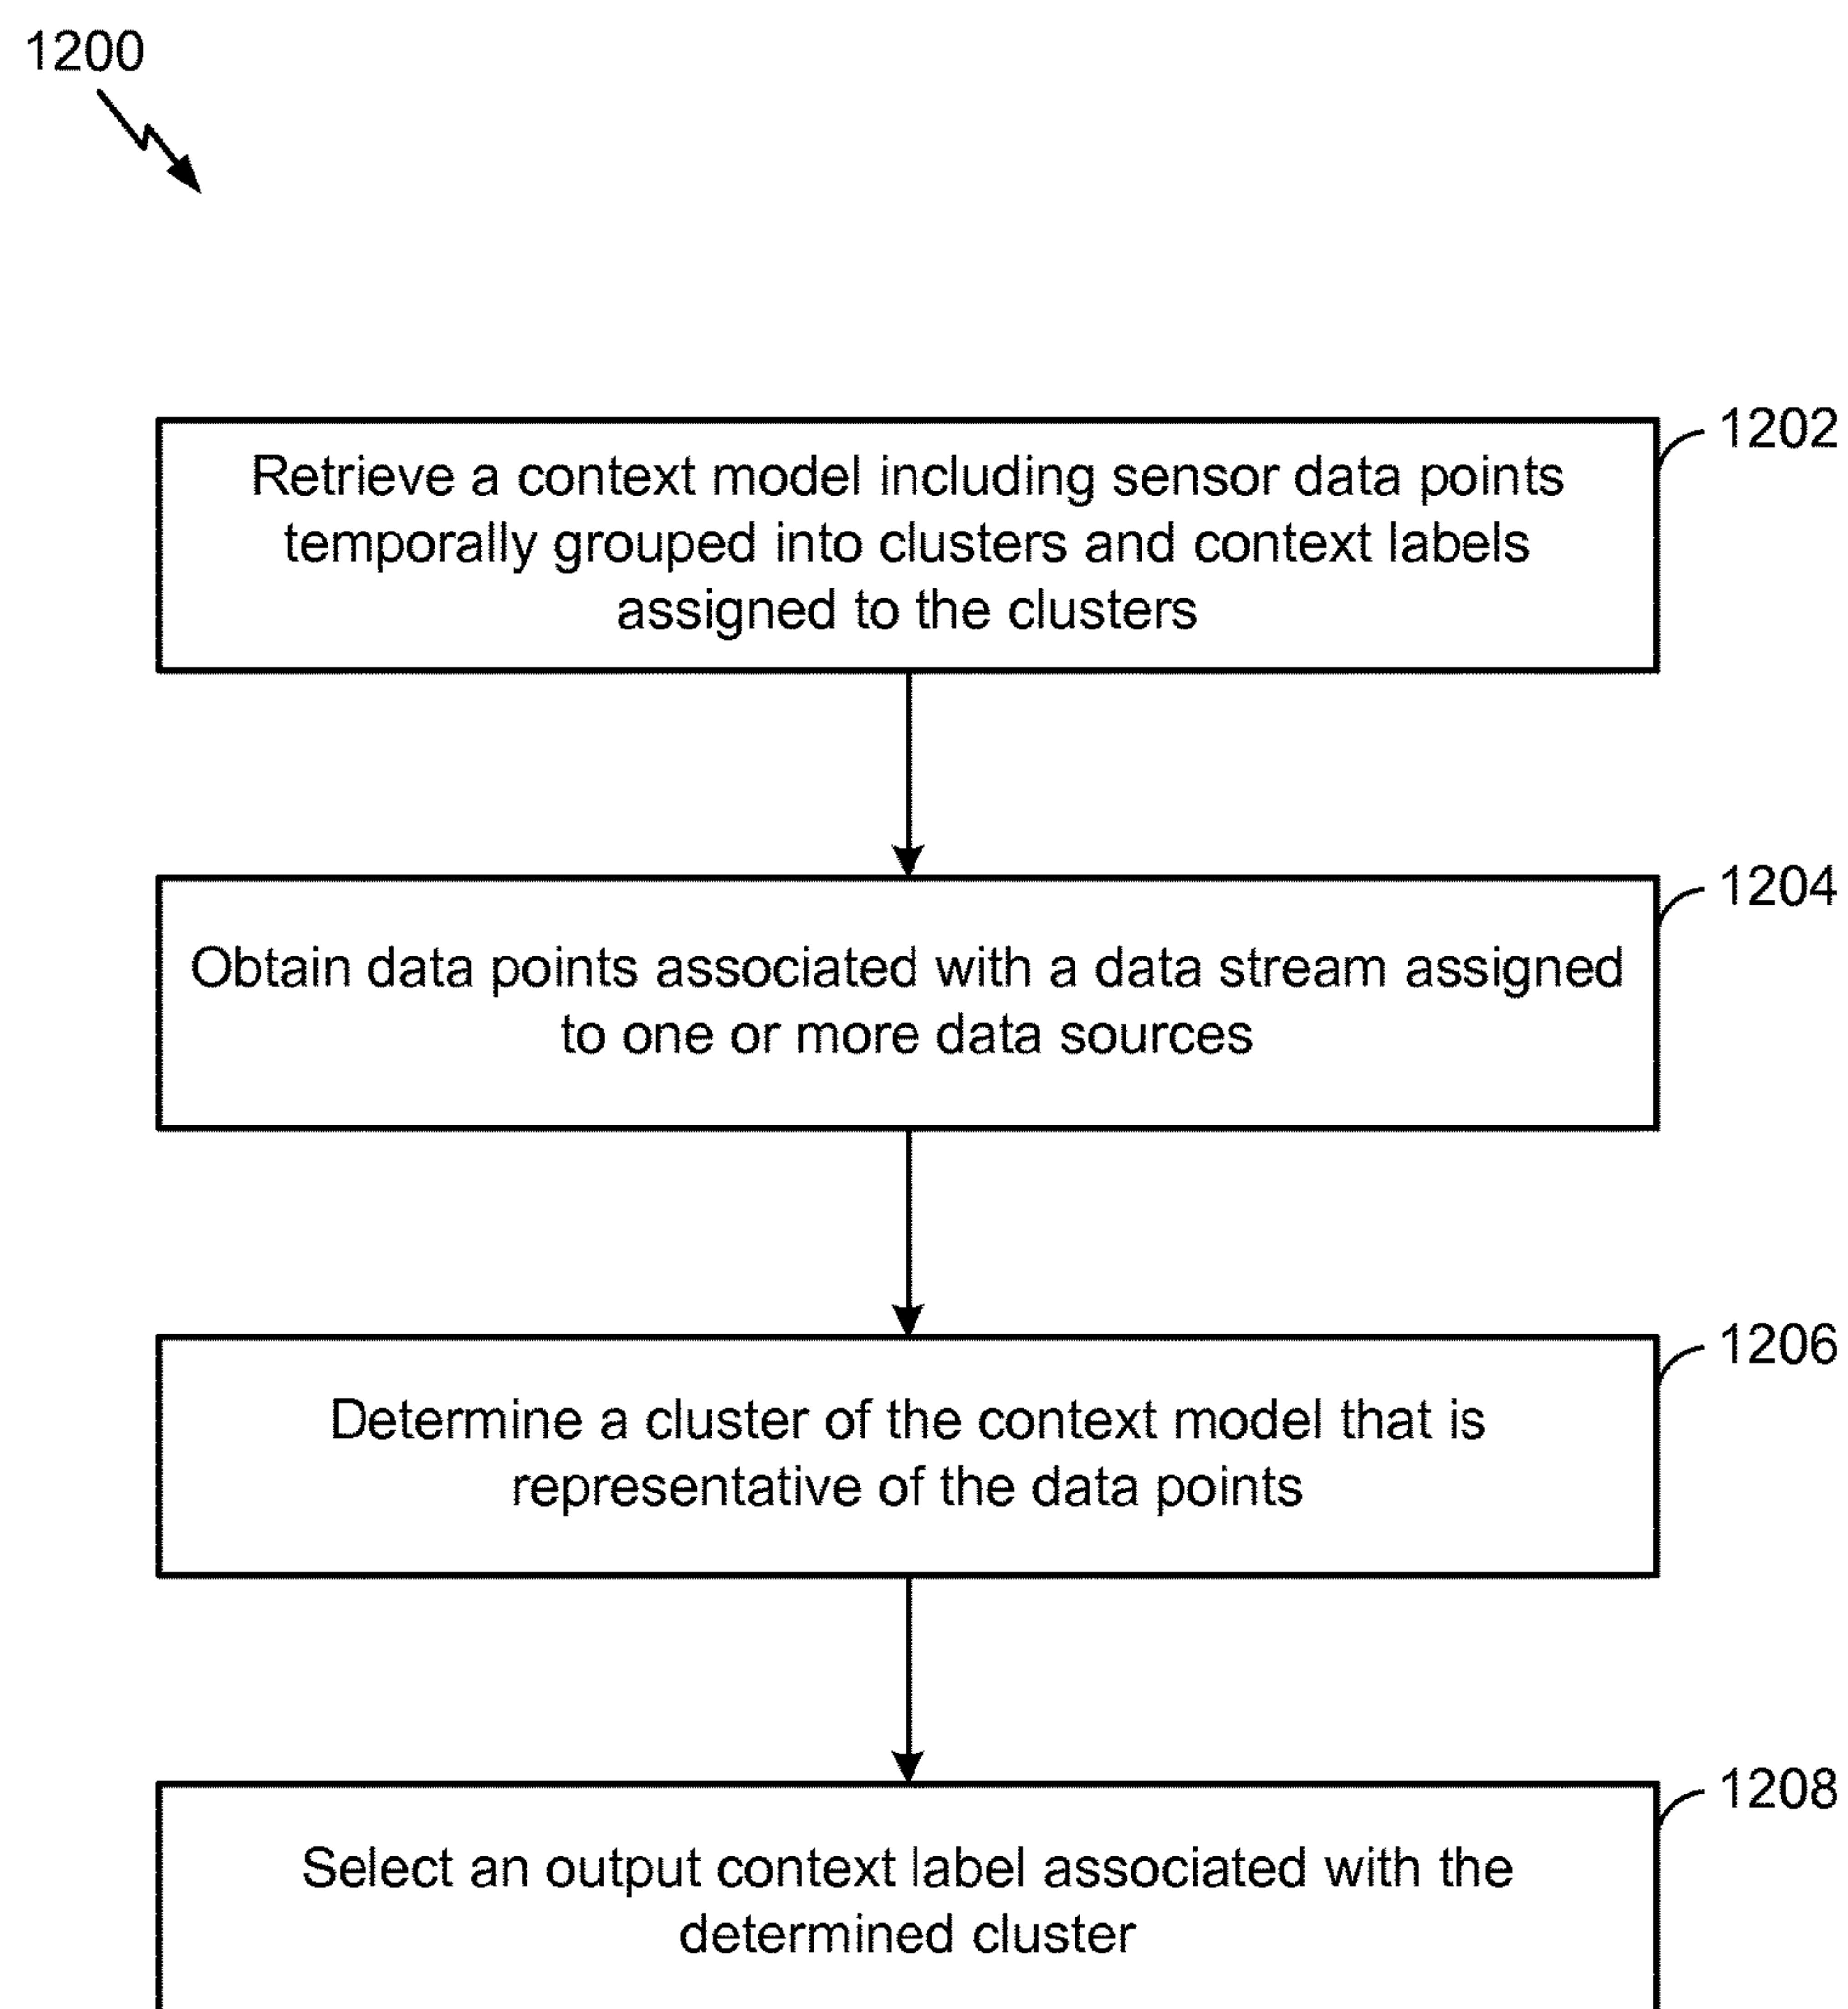 1200
1202
Retrieve a context model including sensor data points
temporally grouped into clusters and context labels
assigned to the clusters
1204
Obtain data points associated with a data stream assigned
to one or more data sources
1206
Determine a cluster of the context model that is
representative of the data points
1208
Select an output context label associated with the
determined cluster